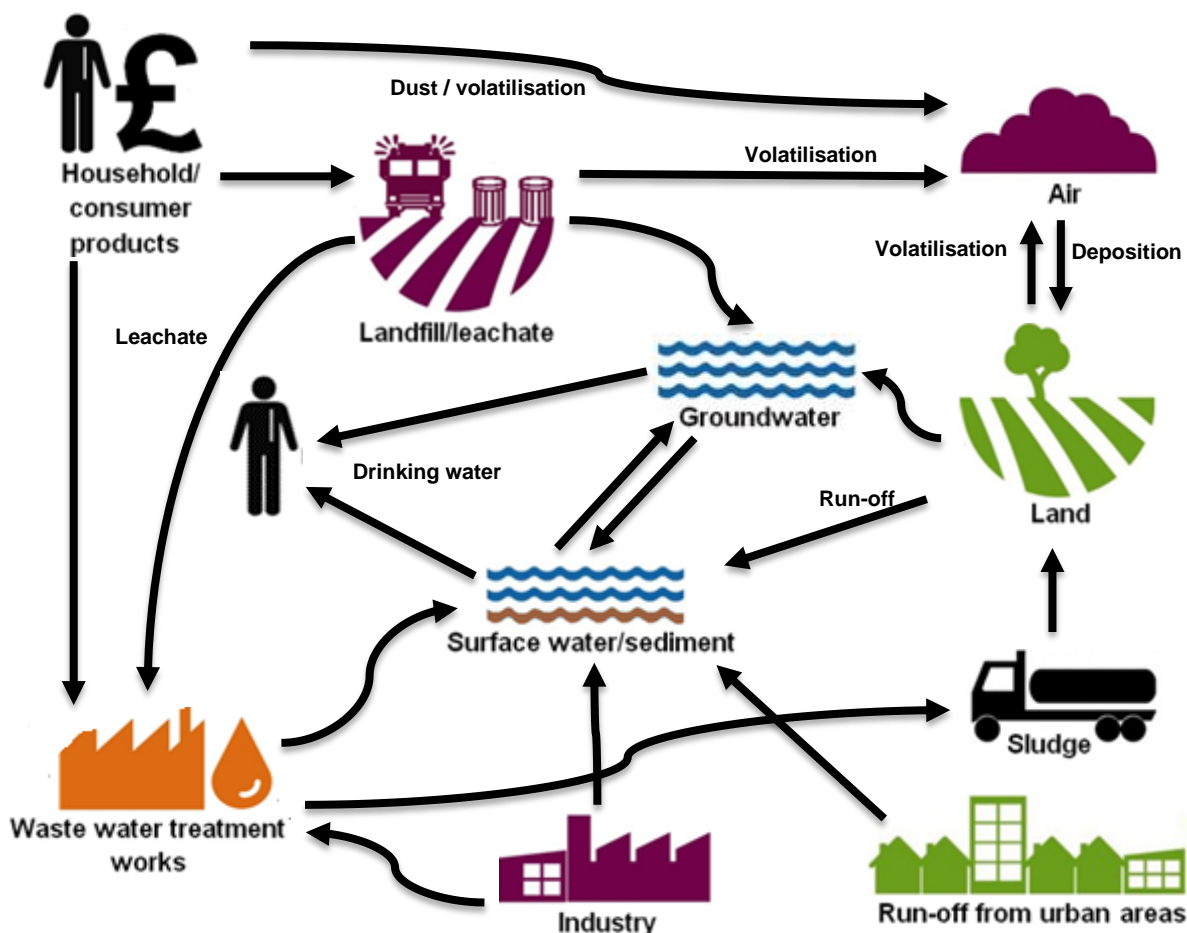 £
Dust / volatilisation
Household/
consumer
products
Volatilisation
Air
Volatilisation
Deposition
Leachate
Landfill/leachate
Groundwater
Drinking water
Run-off
Land
Surface water/sediment
Sludge
Waste water treatment
works
Industry
Run-off from urban areas